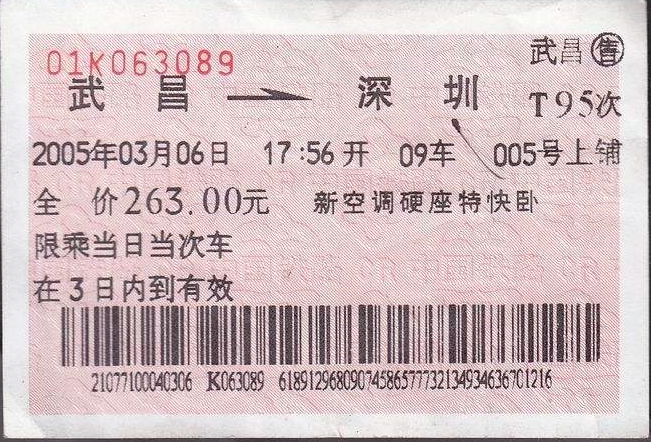 01K063089
武昌 ㊎售
武昌 → 深圳
T95次
2005年03月06日 17:56开 09车 005号上铺
全 价263.00元 新空调硬座特快卧
限乘当日当次车
在3日内到有效
21077100040306 K063089 61891296809074586577732134934636701216